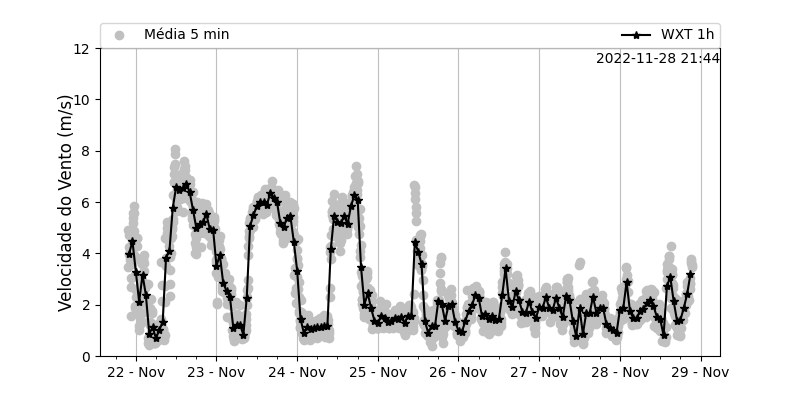 Média 5 min
WXT 1h
2022-11-28 21:44
Velocidade do Vento (m/s)
12
10
8
6
4
2
0
22 - Nov
23 - Nov
24 - Nov
25 - Nov
26 - Nov
27 - Nov
28 - Nov
29 - Nov